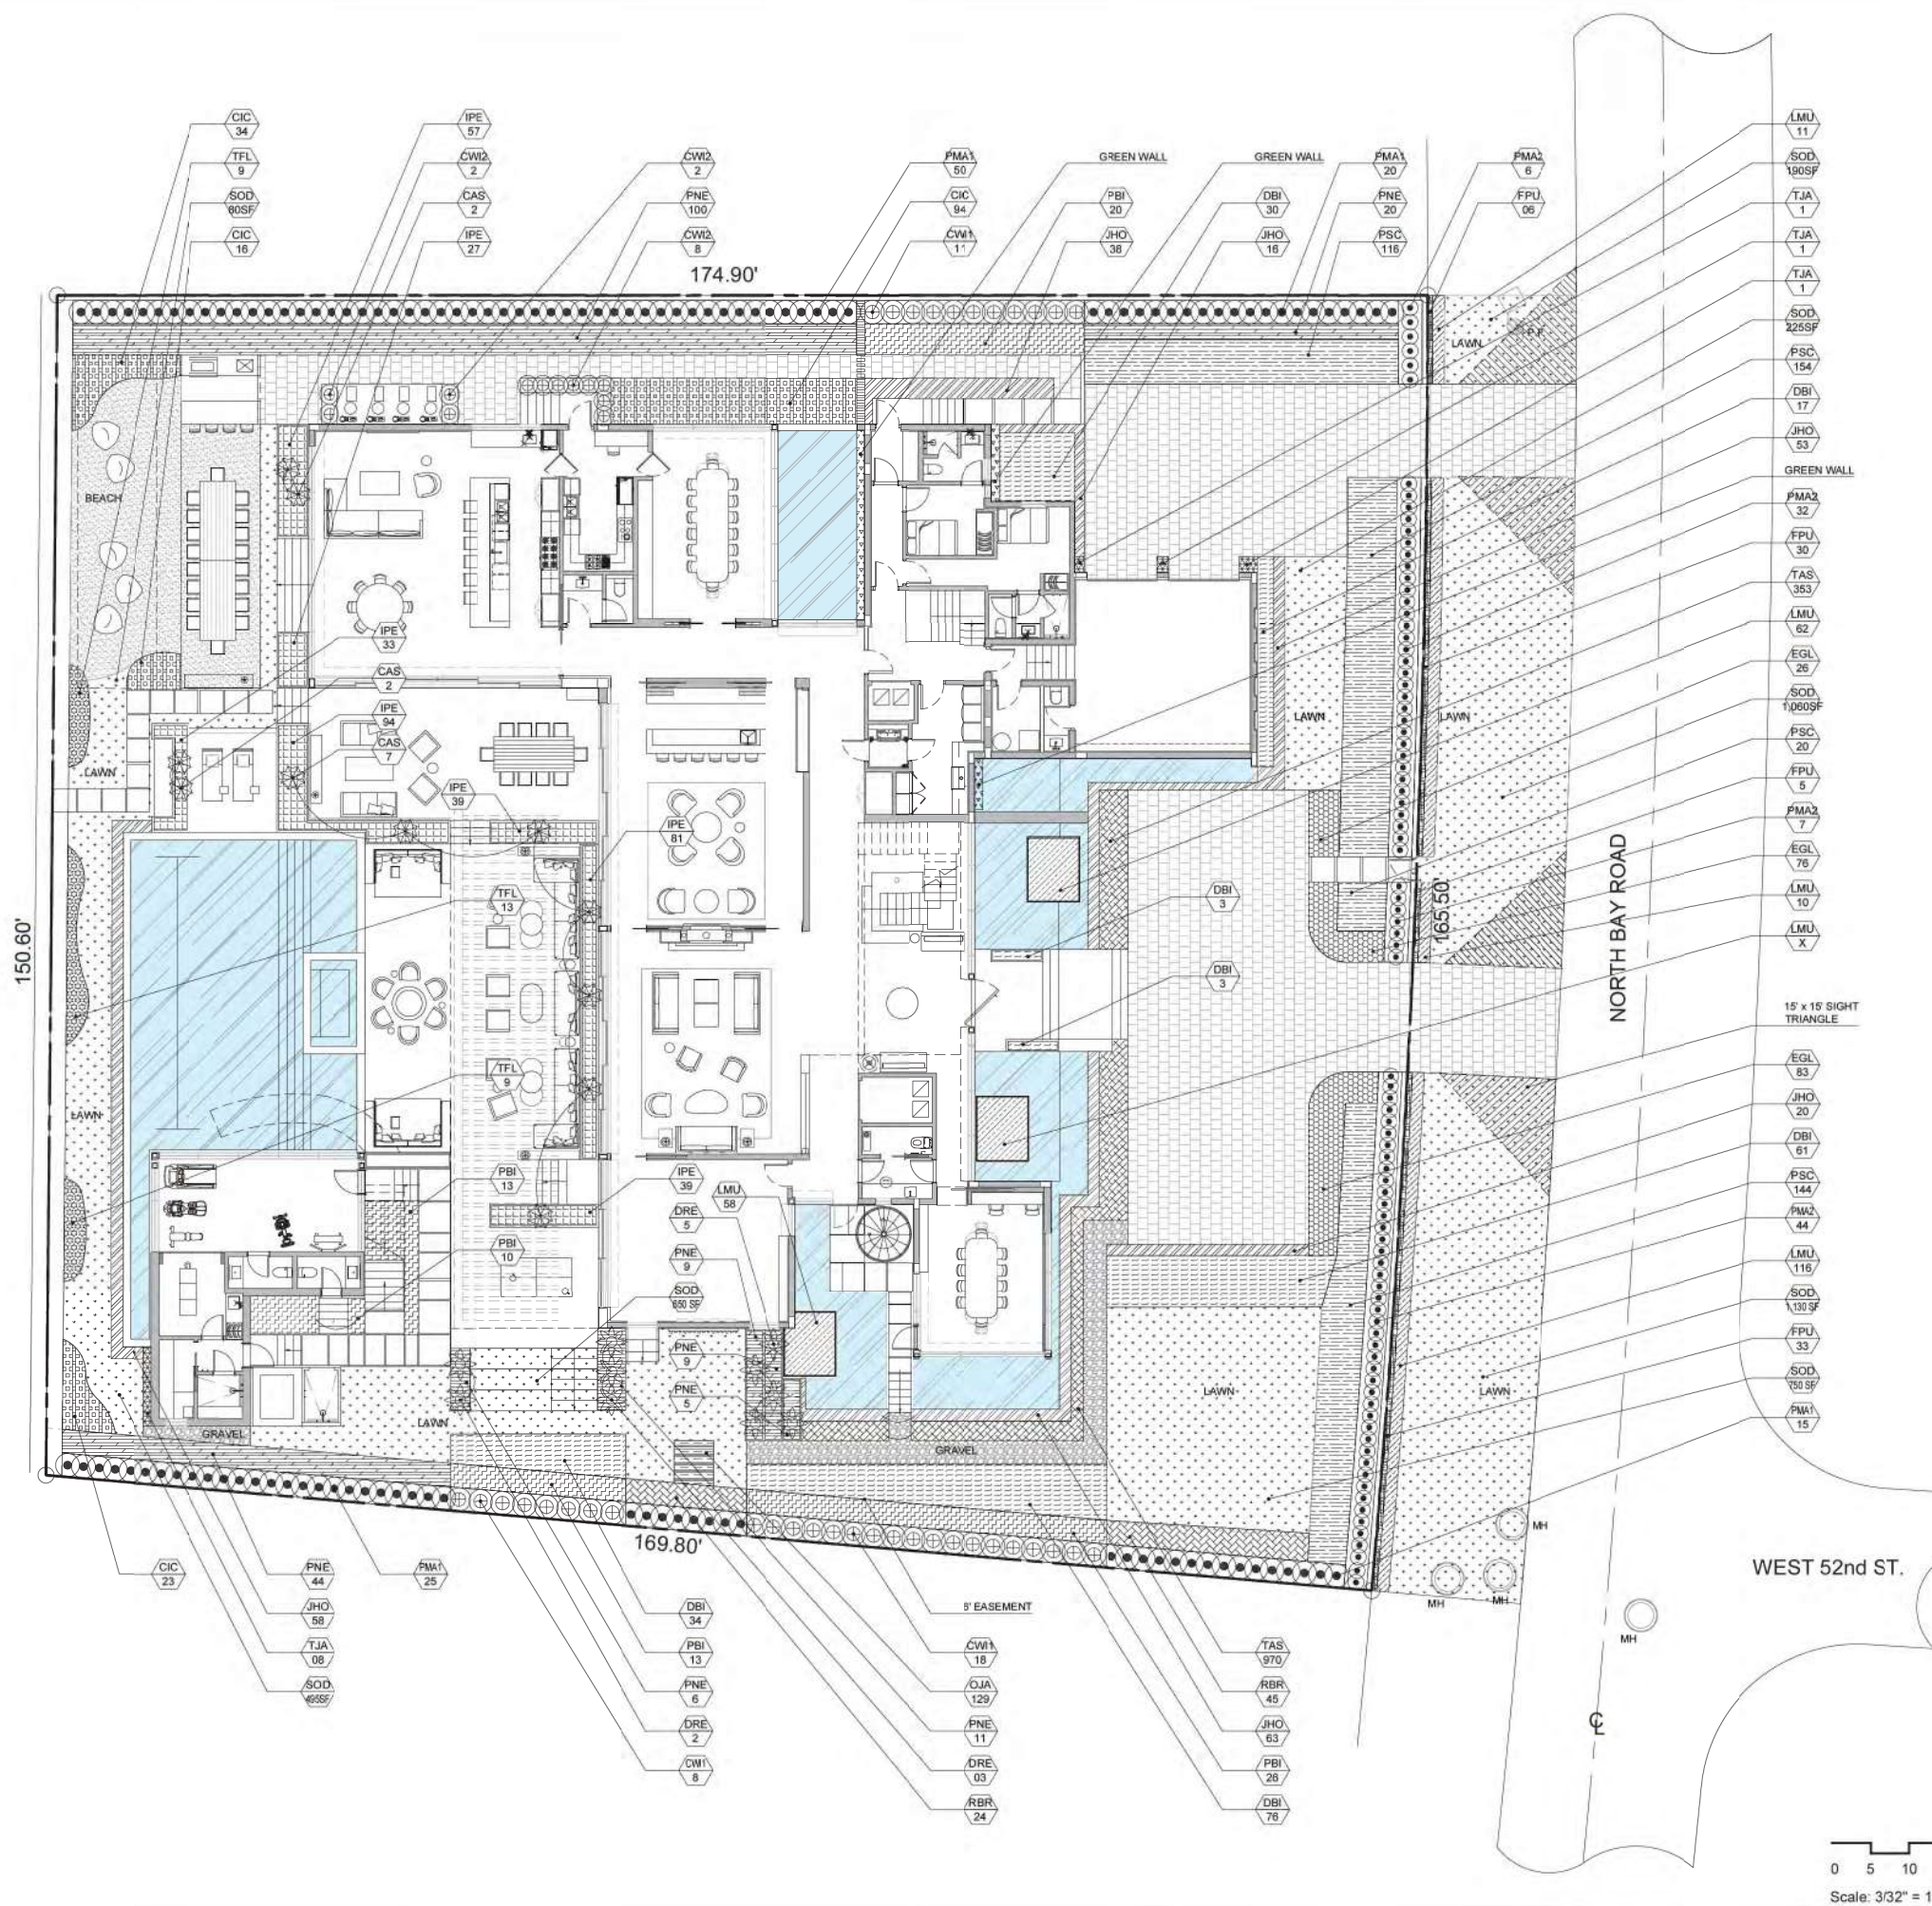 CIC
34
TFL
9
SOD
80SF
CIC
16
IPE
57
CWI2
2
CAS
2
IPE
27
CWI2
2
PNE
100
CWI2
8
PMA1
50
CIC
94
CWI1
11
GREEN WALL
PBI
20
JHO
38
GREEN WALL
DBI
30
JHO
16
PMA1
20
PNE
20
PSC
116
PMA2
6
FPU
06
LMU
11
SOD
190SF
TJA
1
TJA
1
TJA
1
SOD
225SF
PSC
154
DBI
17
JHO
53
GREEN WALL
PMA2
32
FPU
30
TAS
353
LMU
62
EGL
26
SOD
1,060SF
PSC
20
FPU
5
PMA2
7
EGL
76
LMU
10
LMU
X
15' x 15' SIGHT
TRIANGLE
EGL
83
JHO
20
DBI
61
PSC
144
PMA2
44
LMU
116
SOD
1,130 SF
FPU
33
SOD
750 SF
PMA1
15
174.90'
P.P.
LAWN
BEACH
IPE
33
CAS
2
IPE
94
CAS
7
IPE
39
IPE
81
LAWN
LAWN
LAWN
TFL
13
DBI
3
DBI
3
150.60'
165.50'
NORTH BAY ROAD
TFL
9
LAWN
PBI
13
IPE
39
LMU
58
DRE
5
PBI
10
PNE
9
SOD
650 SF
PNE
9
PNE
5
LAWN
LAWN
LAWN
GRAVEL
GRAVEL
169.80'
MH
MH
MH
MH
WEST 52nd ST.
CIC
23
PNE
44
JHO
58
TJA
08
SOD
495SF
PMA1
25
DBI
34
PBI
13
PNE
6
DRE
2
CWI1
8
5' EASEMENT
CWI1
18
OJA
129
PNE
11
DRE
03
RBR
24
TAS
970
RBR
45
JHO
63
PBI
26
DBI
76
0 5 10
Scale: 3/32" = 1